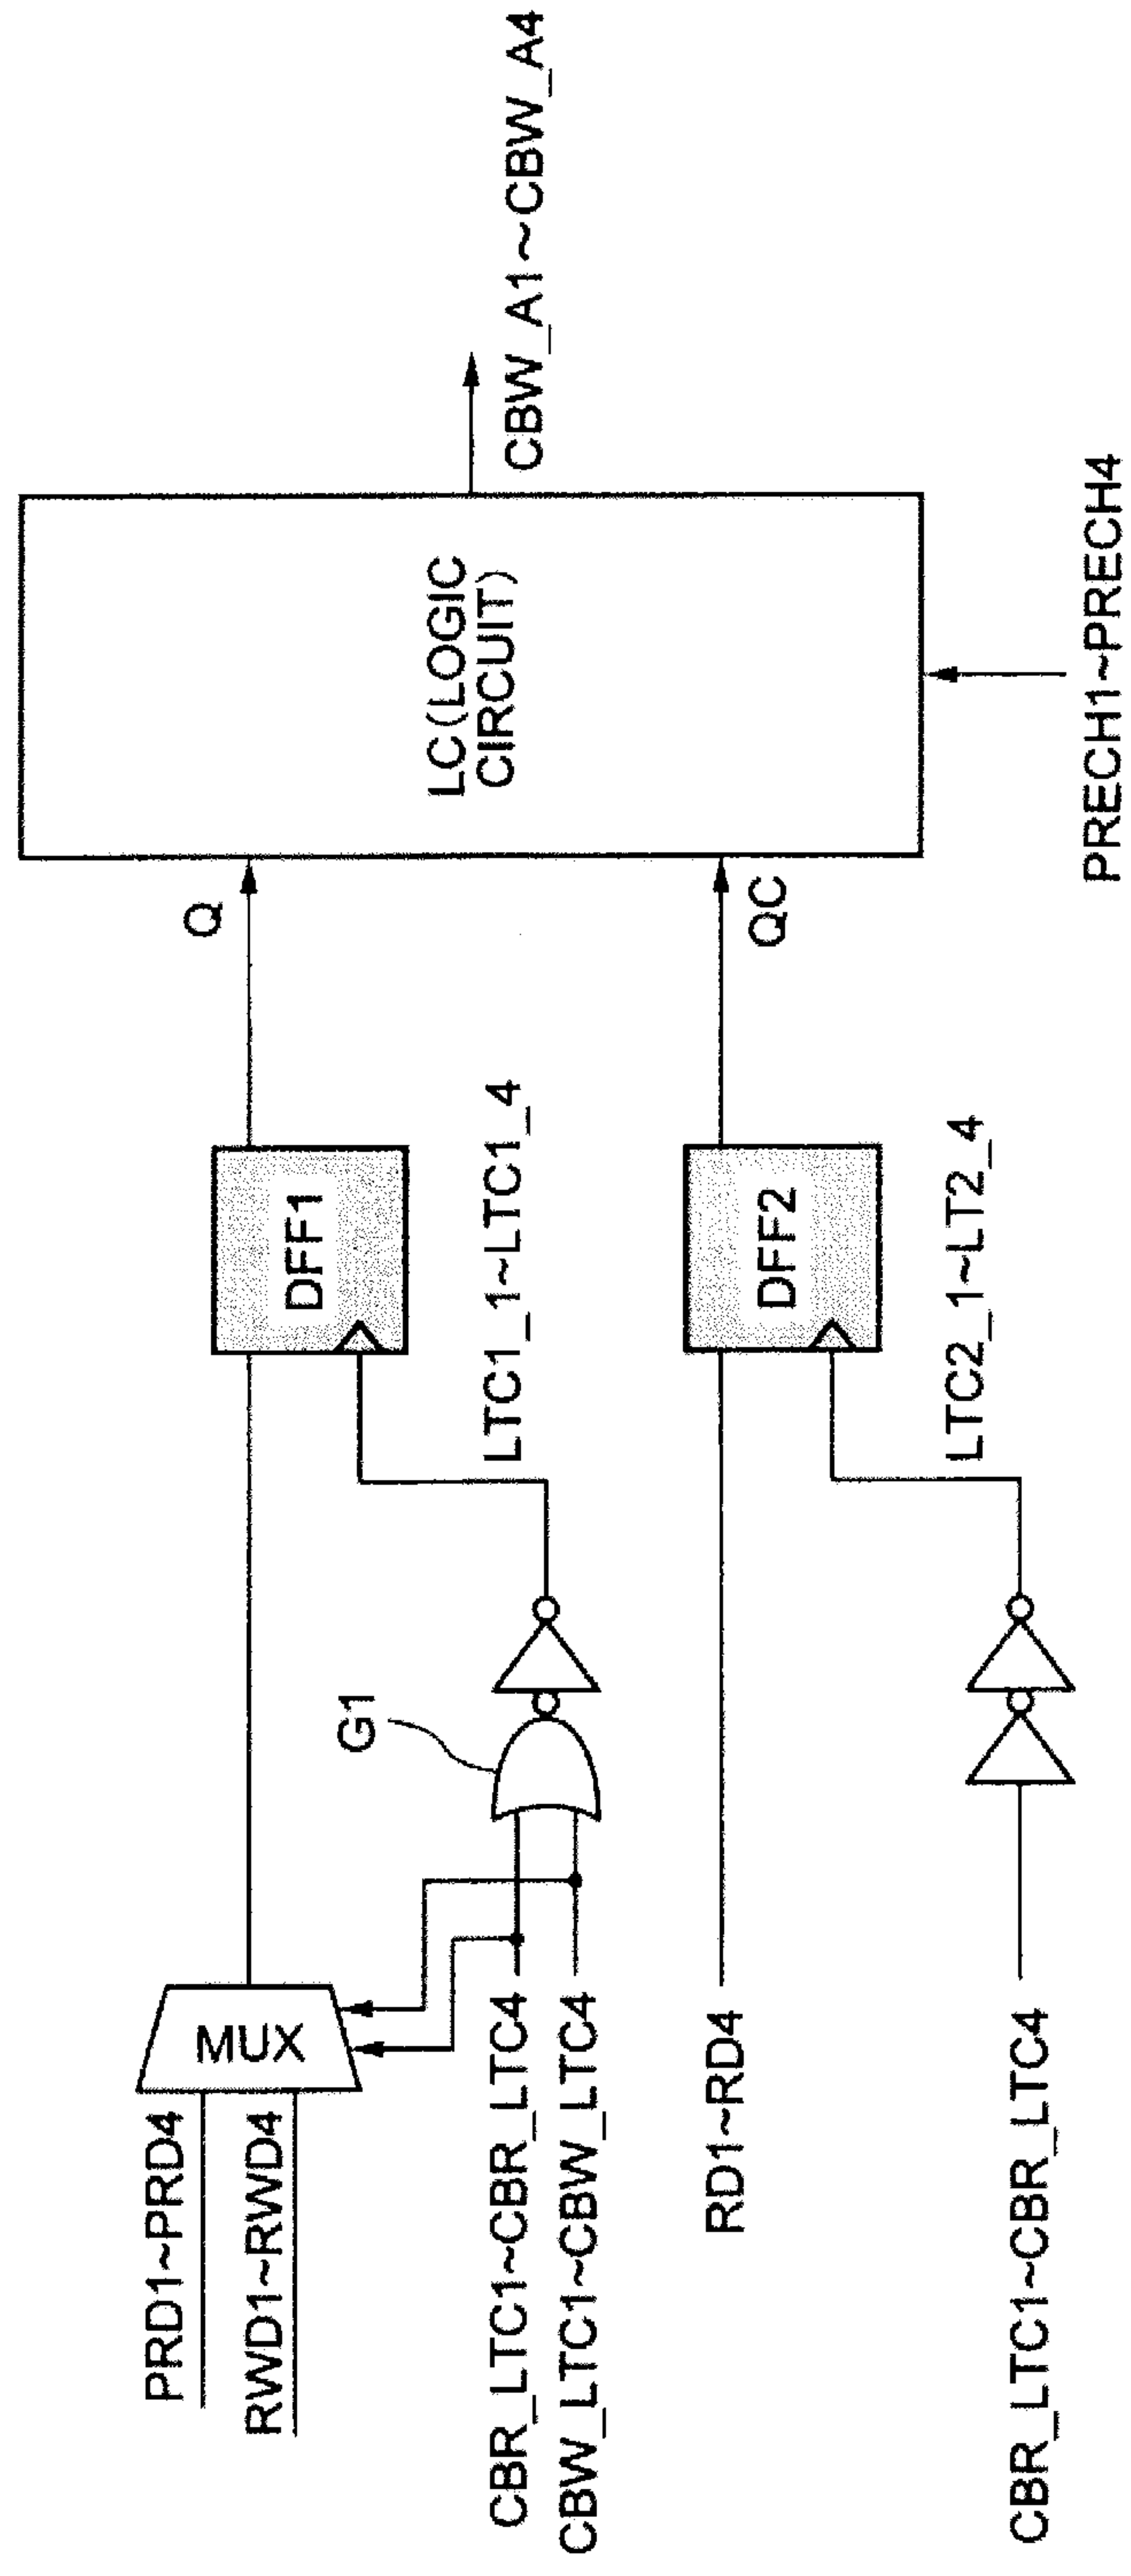 PRD1~PRD4
RWD1~RWD4
MUX
CBR_LTC1~CBR_LTC4
CBW_LTC1~CBW_LTC4
G1
DFF1
LTC1_1~LTC1_4
Q
RD1~RD4
CBR_LTC1~CBR_LTC4
DFF2
LTC2_1~LT2_4
QC
LC(LOGIC
CIRCUIT)
PRECH1~PRECH4
CBW_A1~CBW_A4